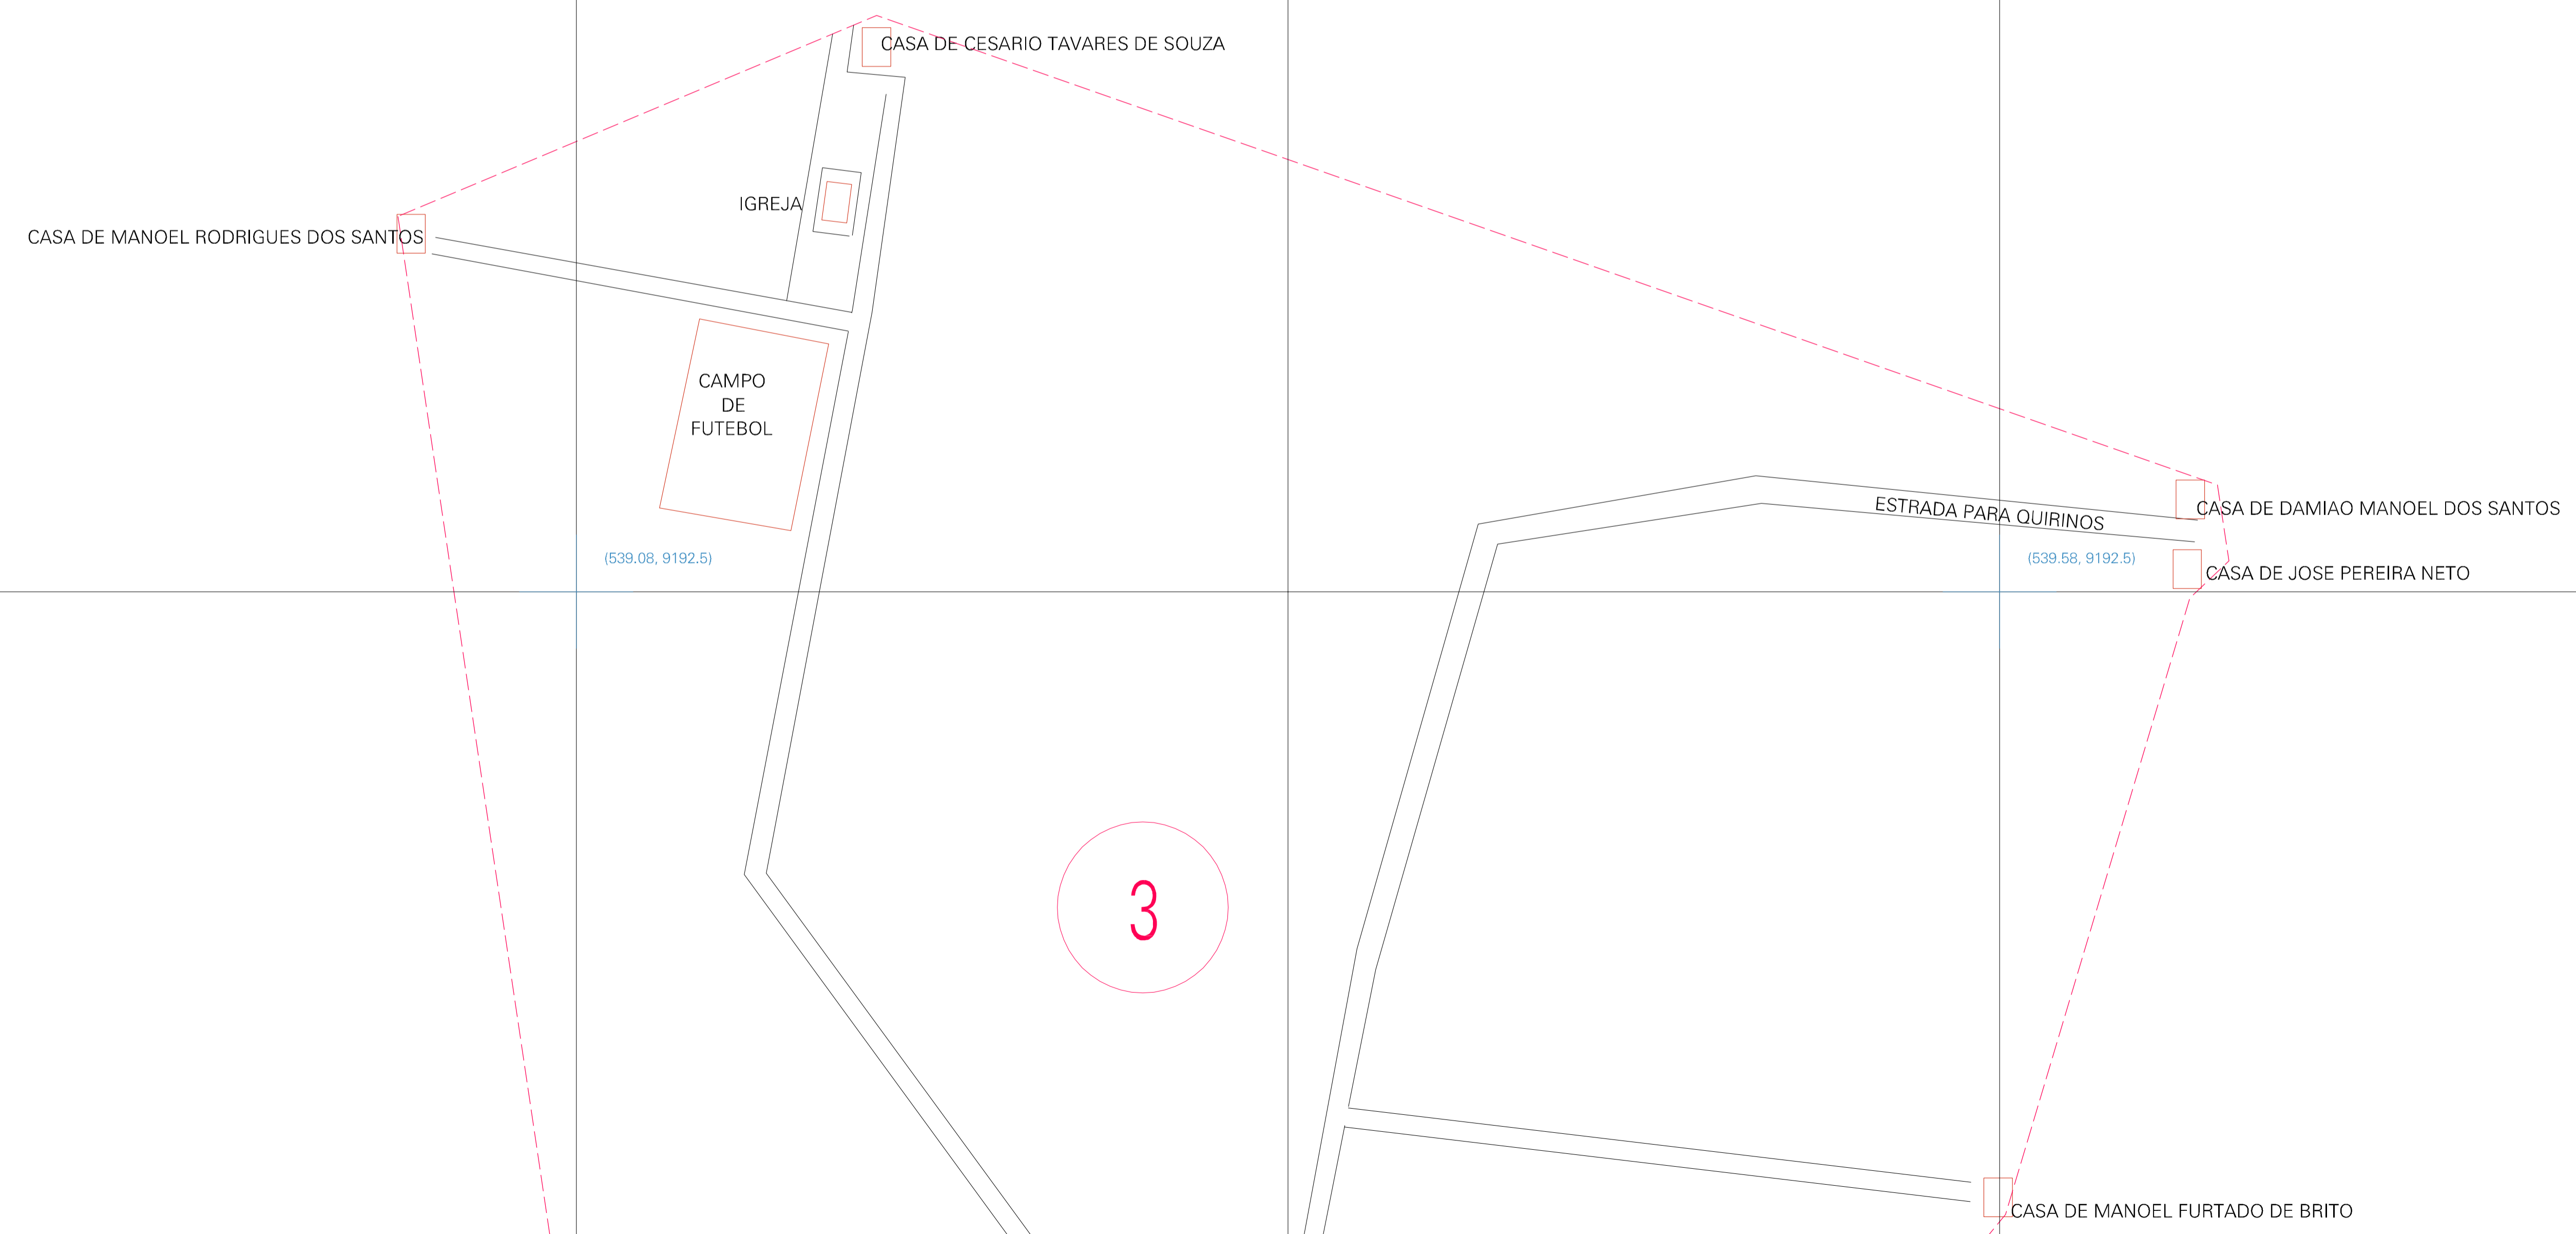 CASA DE CESARIO TAVARES DE SOUZA
IGREJA
CASA DE MANOEL RODRIGUES DOS SANTOS
CAMPO
DE
FUTEBOL
ESTRADA PARA QUIRINOS
CASA DE DAMIAO MANOEL DOS SANTOS
(539.08, 9192.5)
(539.58, 9192.5)
CASA DE JOSE PEREIRA NETO
3
CASA DE MANOEL FURTADO DE BRITO